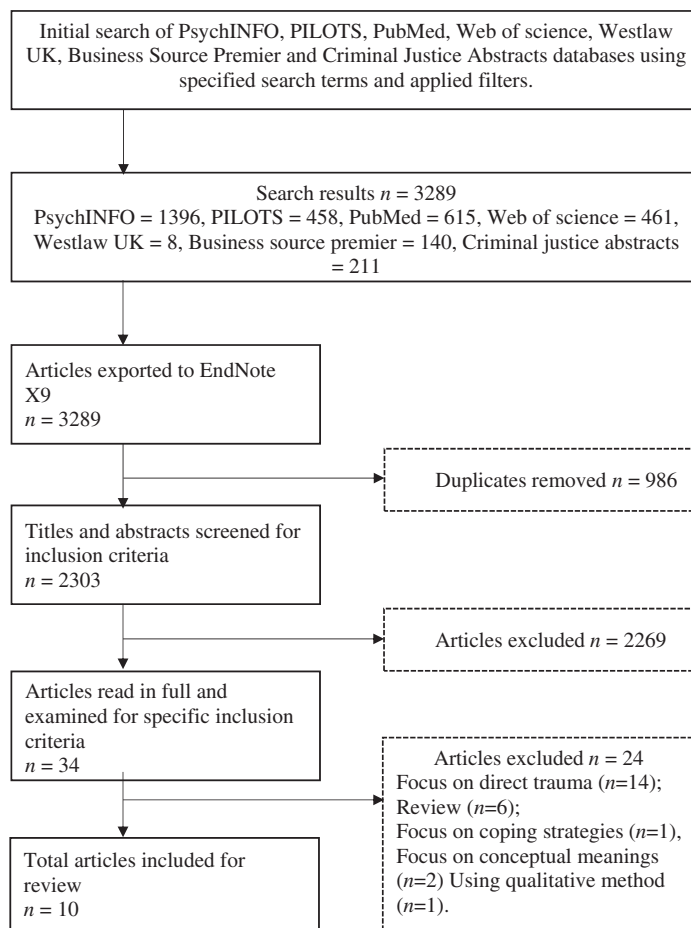 Initial search of PsychINFO, PILOTS, PubMed, Web of science, Westlaw
UK, Business Source Premier and Criminal Justice Abstracts databases using
specified search terms and applied filters.
Search results n = 3289
PsychINFO = 1396, PILOTS = 458, PubMed = 615, Web of science = 461,
Westlaw UK = 8, Business source premier = 140, Criminal justice abstracts
= 211
Articles exported to EndNote
X9
n = 3289
Duplicates removed n = 986
Titles and abstracts screened for
inclusion criteria
n = 2303
Articles excluded n = 2269
Articles read in full and
examined for specific inclusion
criteria
n = 34
Articles excluded n = 24
Focus on direct trauma (n=14);
Review (n=6);
Focus on coping strategies (n=1),
Focus on conceptual meanings
(n=2) Using qualitative method
(n=1).
Total articles included for
review
n = 10